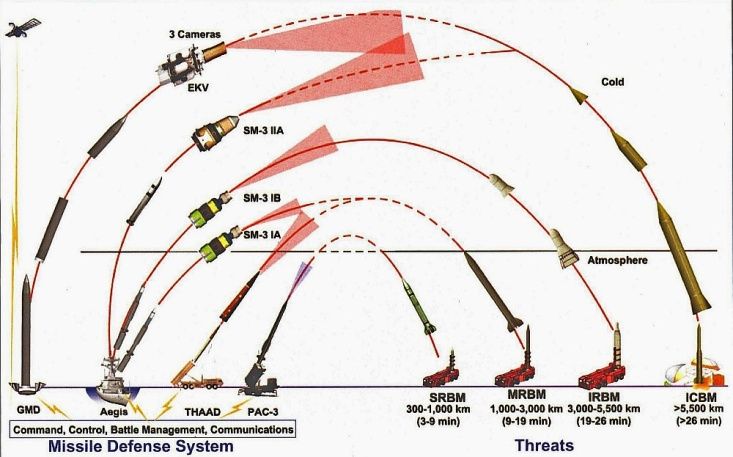 3 Cameras
EKV
Cold
SM-3 IIA
SM-3 IB
SM-3 IA
Atmosphere
GMD
Aegis
THAAD
PAC-3
SRBM
300-1,000 km
(3-9 min)
MRBM
1,000-3,000 km
(9-19 min)
IRBM
3,000-5,500 km
(19-26 min)
ICBM
>5,500 km
(>26 min)
Command, Control, Battle Management, Communications
Missile Defense System
Threats